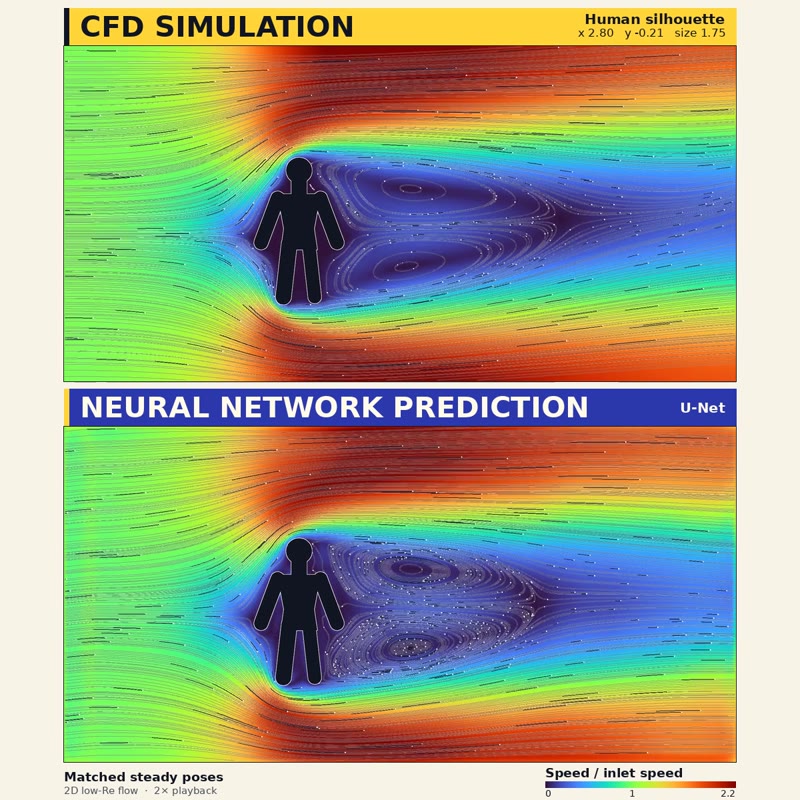 CFD SIMULATION
Human silhouette
x 2.80 y -0.21 size 1.75
NEURAL NETWORK PREDICTION
U-Net
Matched steady poses
2D low-Re flow · 2× playback
Speed / inlet speed
0 1 2.2